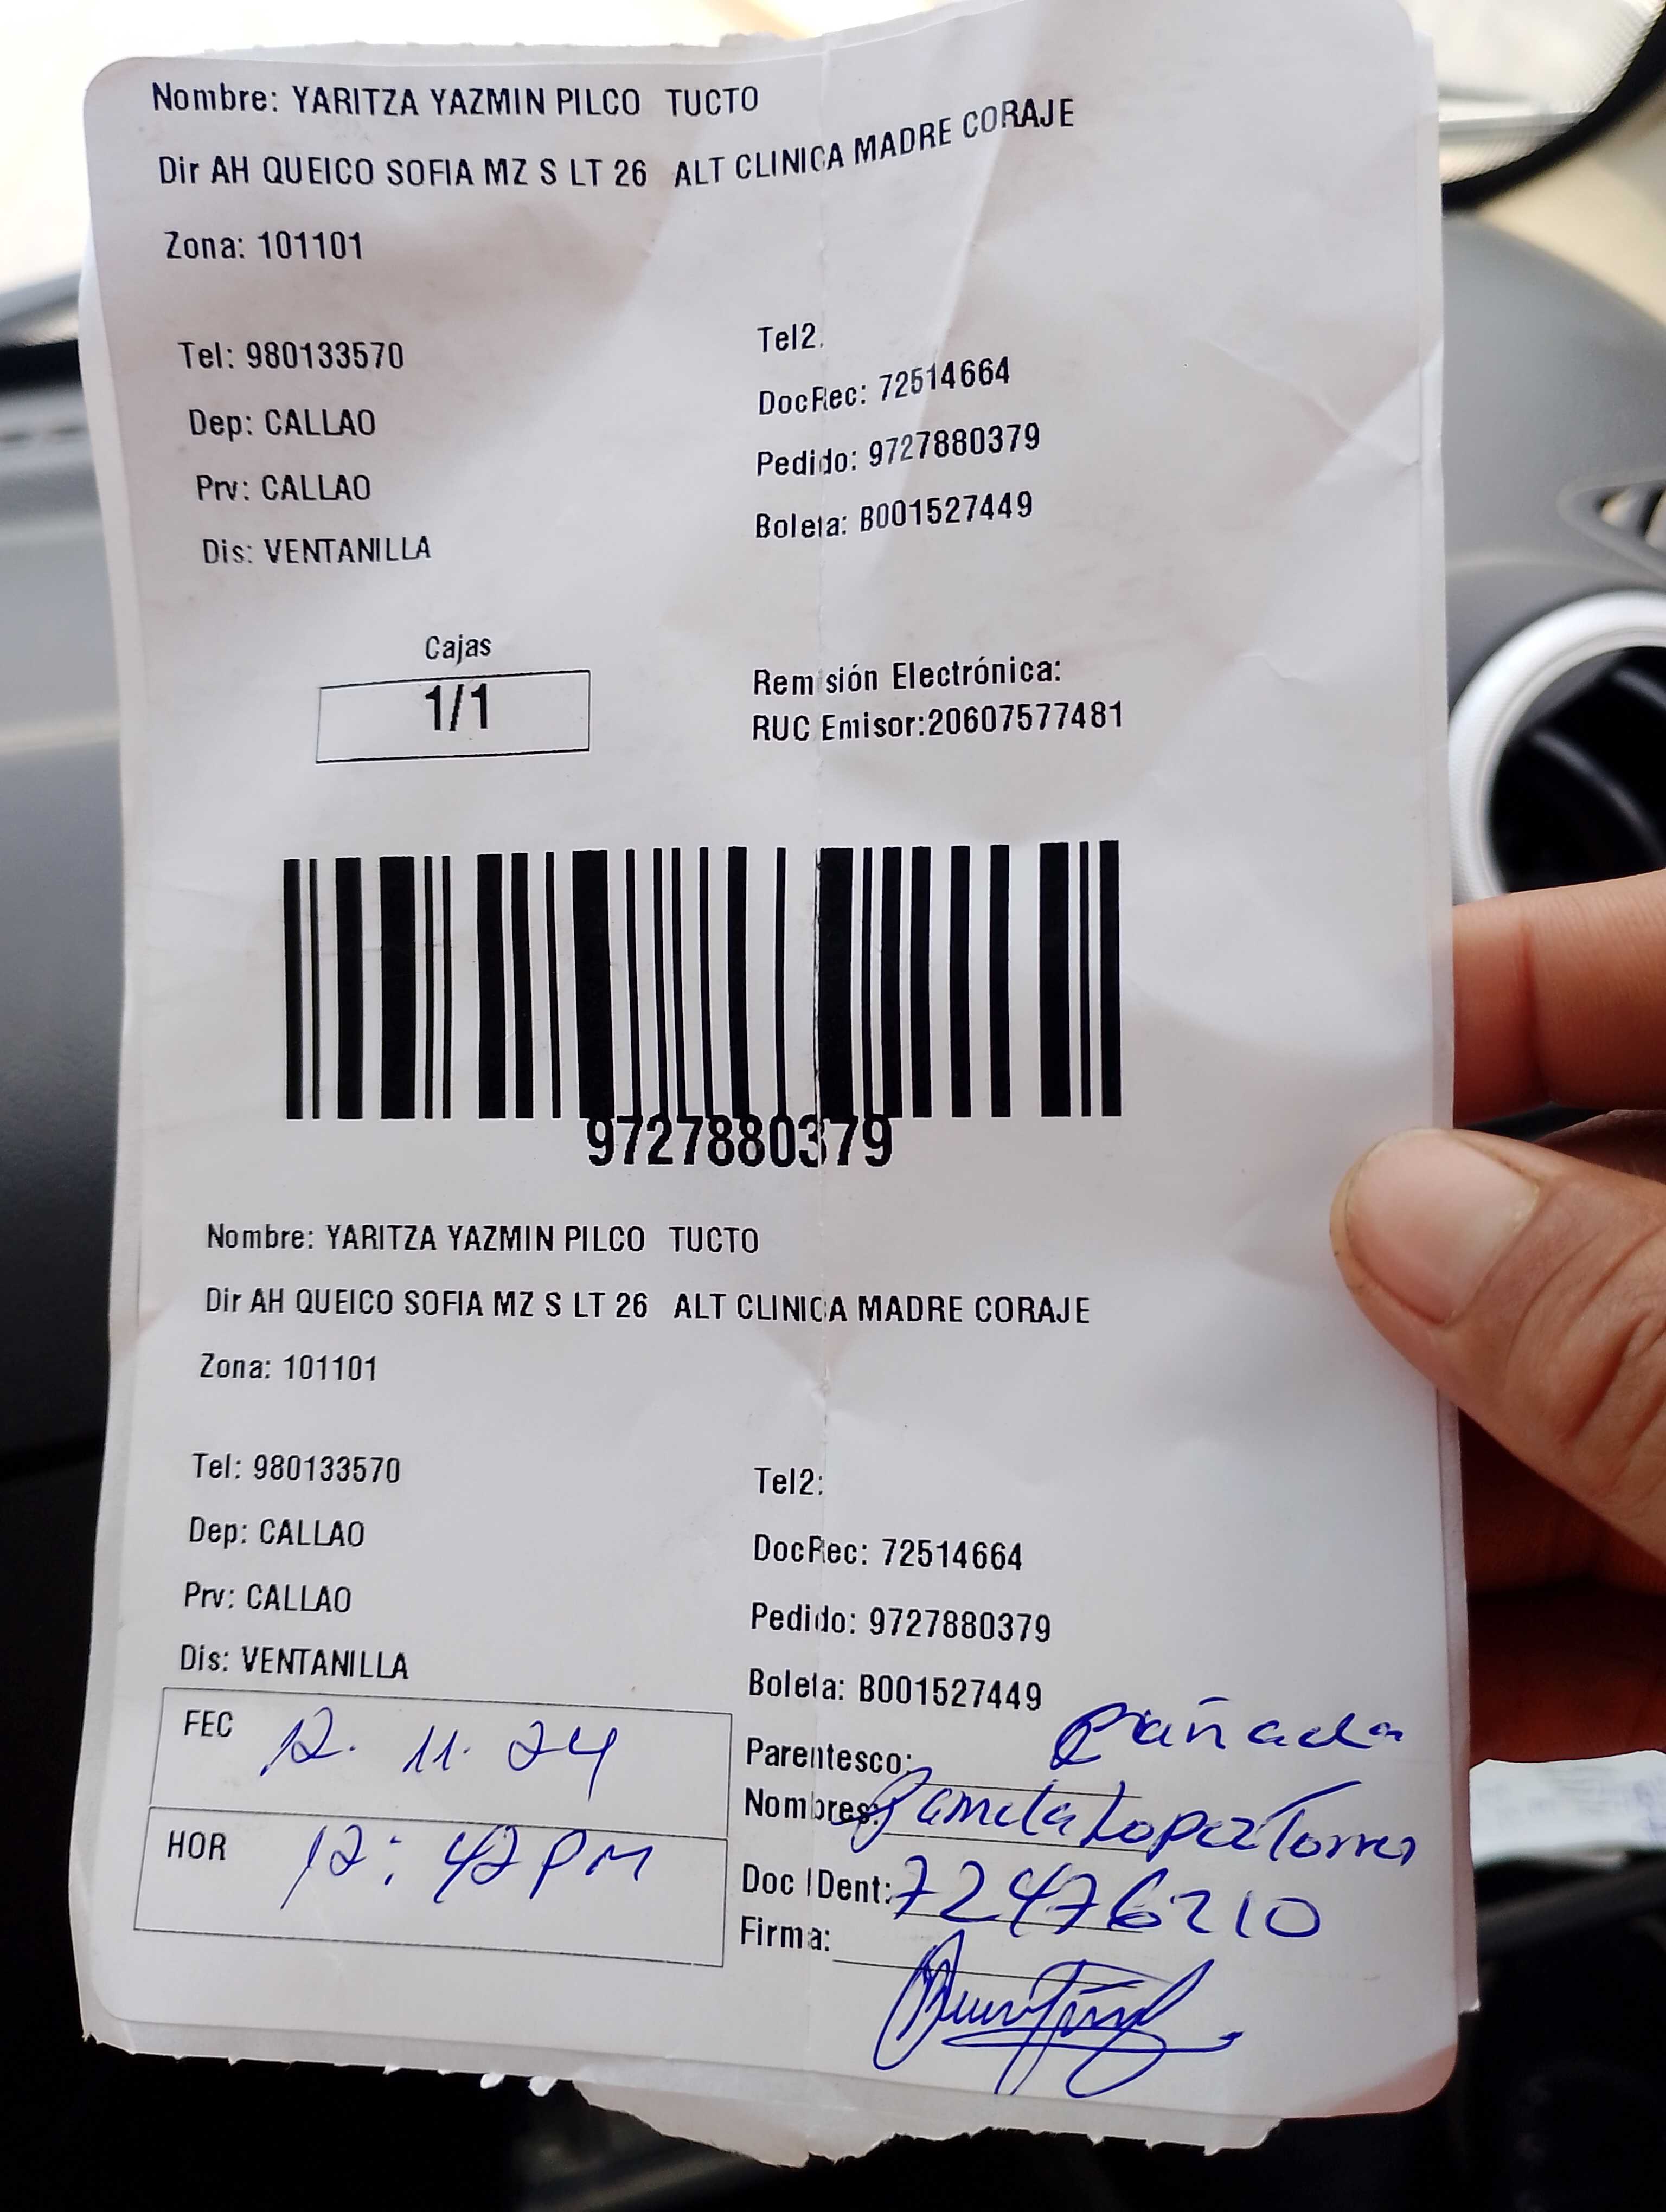 Nombre: YARITZA YAZMIN PILCO TUCTO
Dir AH QUEICO SOFIA MZ S LT 26 ALT CLINICA MADRE CORAJE
Zona: 101101
Tel: 980133570
Tel2:
Dep: CALLAO
DocRec: 72514664
Prv: CALLAO
Pedido: 9727880379
Dis: VENTANILLA
Boleta: B001527449
Cajas
1/1
Remisión Electrónica:
RUC Emisor:20607577481
9727880379
Nombre: YARITZA YAZMIN PILCO TUCTO
Dir AH QUEICO SOFIA MZ S LT 26 ALT CLINICA MADRE CORAJE
Zona: 101101
Tel: 980133570
Tel2:
Dep: CALLAO
DocRec: 72514664
Prv: CALLAO
Pedido: 9727880379
Dis: VENTANILLA
Boleta: B001527449
FEC 12. 11. 24
Parentesco: Cuñada
Nombres: Pamela Lopez Torres
HOR 12:42 PM
Doc IDent: 72476210
Firma: